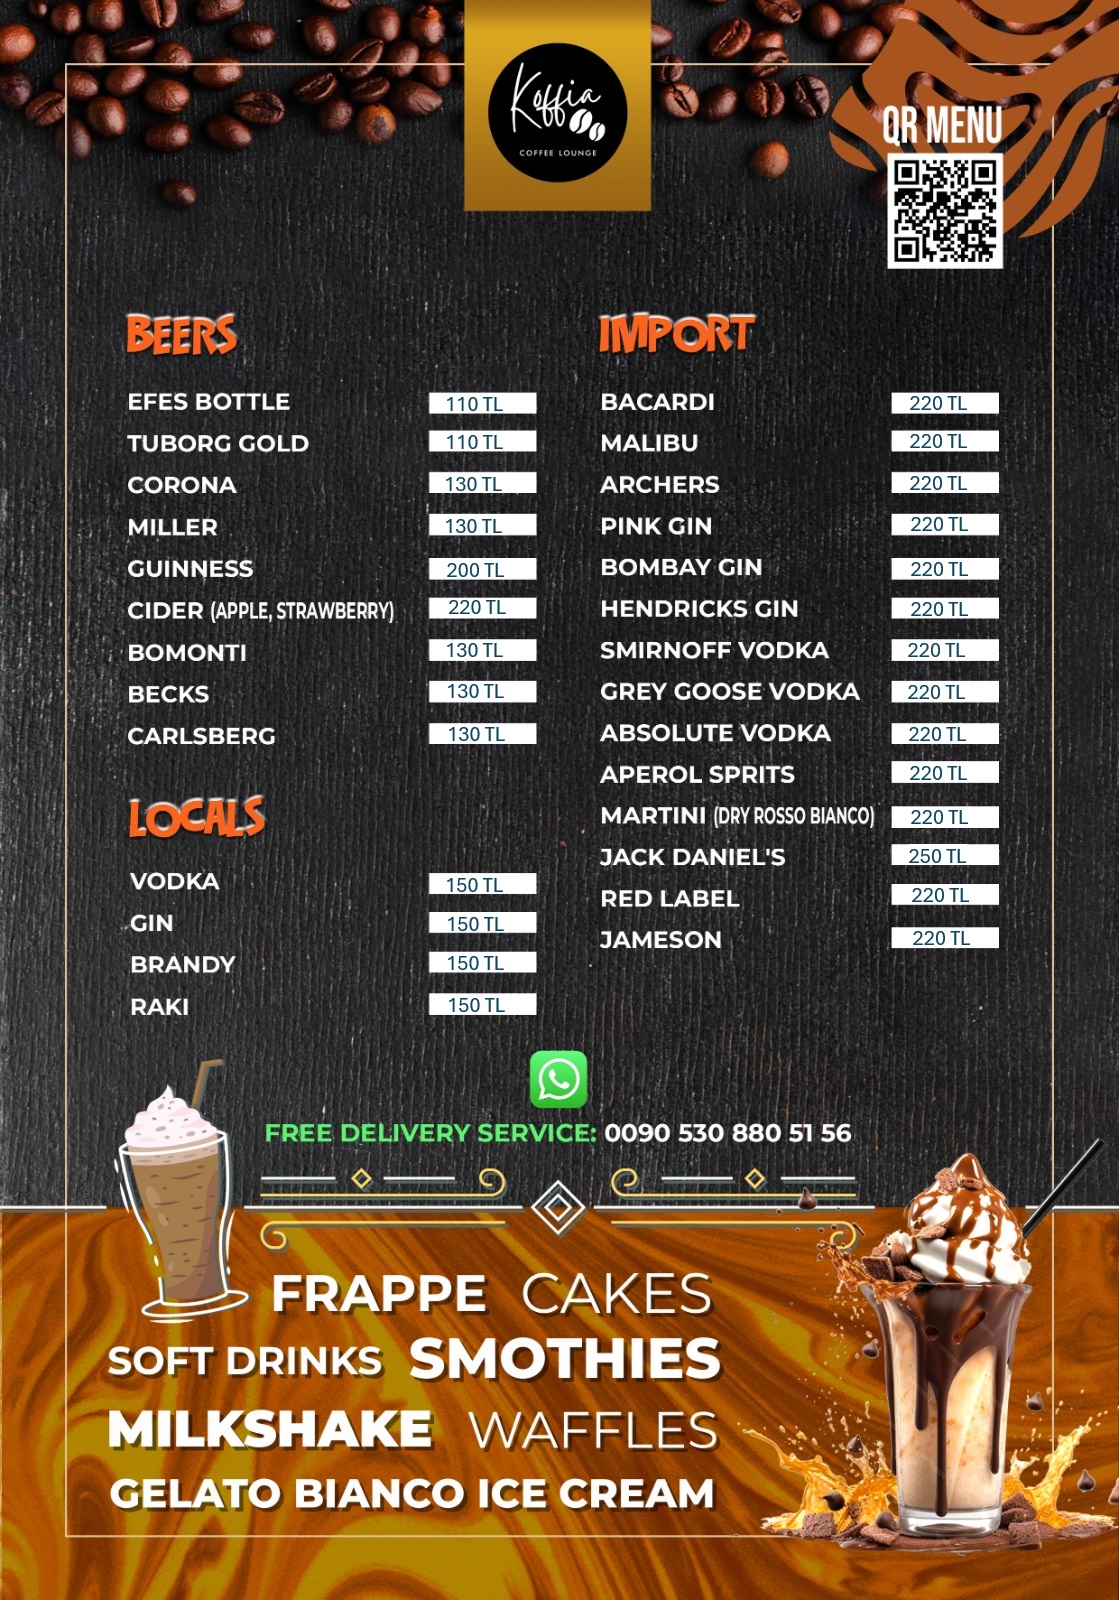 Koffia
COFFEE LOUNGE
QR MENU
BEERS
EFES BOTTLE 110 TL
TUBORG GOLD 110 TL
CORONA 130 TL
MILLER 130 TL
GUINNESS 200 TL
CIDER (APPLE, STRAWBERRY) 220 TL
BOMONTI 130 TL
BECKS 130 TL
CARLSBERG 130 TL
LOCALS
VODKA 150 TL
GIN 150 TL
BRANDY 150 TL
RAKI 150 TL
IMPORT
BACARDI 220 TL
MALIBU 220 TL
ARCHERS 220 TL
PINK GIN 220 TL
BOMBAY GIN 220 TL
HENDRICKS GIN 220 TL
SMIRNOFF VODKA 220 TL
GREY GOOSE VODKA 220 TL
ABSOLUTE VODKA 220 TL
APEROL SPRITS 220 TL
MARTINI (DRY ROSSO BIANCO) 220 TL
JACK DANIEL'S 250 TL
RED LABEL 220 TL
JAMESON 220 TL
FREE DELIVERY SERVICE: 0090 530 880 51 56
FRAPPE CAKES
SOFT DRINKS SMOTHIES
MILKSHAKE WAFFLES
GELATO BIANCO ICE CREAM